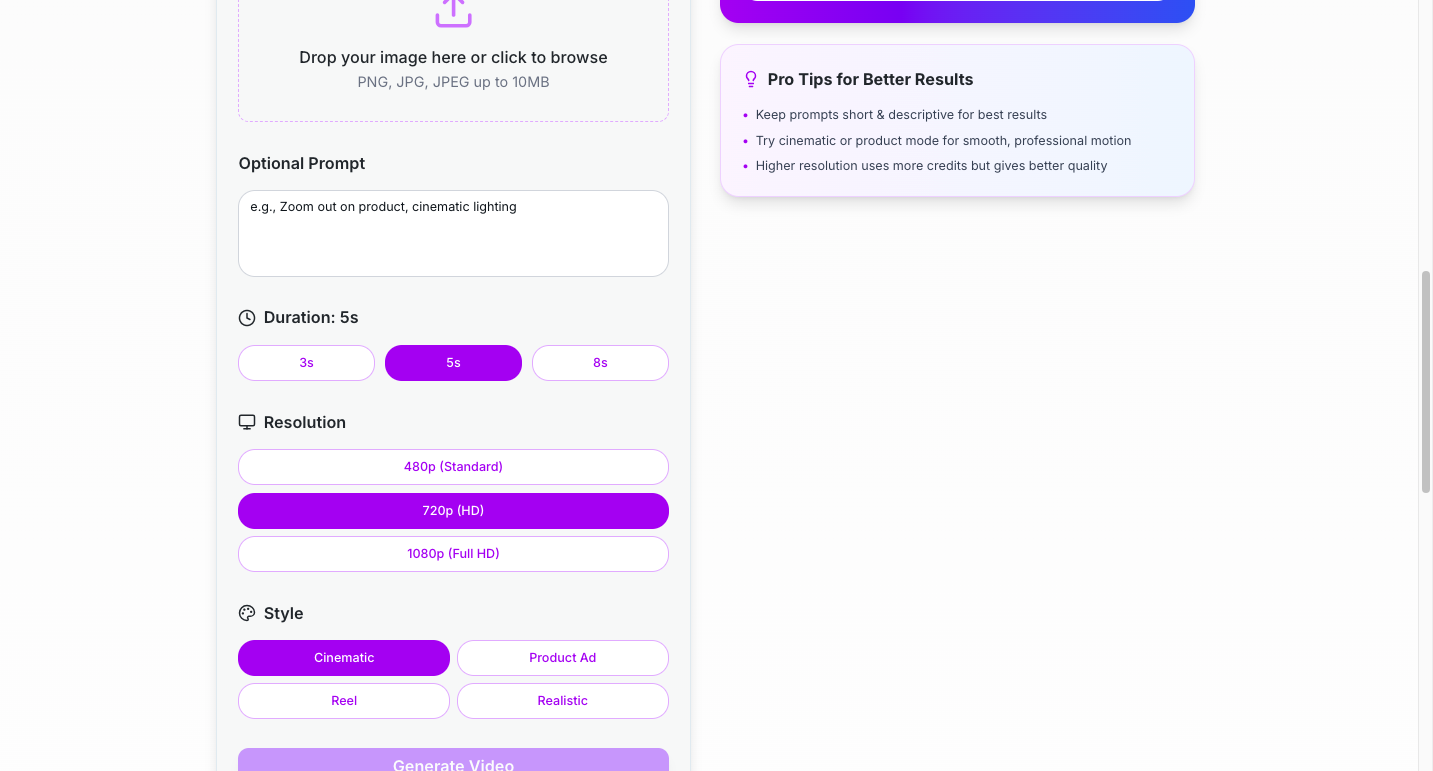 Drop your image here or click to browse
PNG, JPG, JPEG up to 10MB
Optional Prompt
e.g., Zoom out on product, cinematic lighting
Duration: 5s
3s
5s
8s
Resolution
480p (Standard)
720p (HD)
1080p (Full HD)
Style
Cinematic
Product Ad
Reel
Realistic
Generate Video
Pro Tips for Better Results
• Keep prompts short & descriptive for best results
• Try cinematic or product mode for smooth, professional motion
• Higher resolution uses more credits but gives better quality